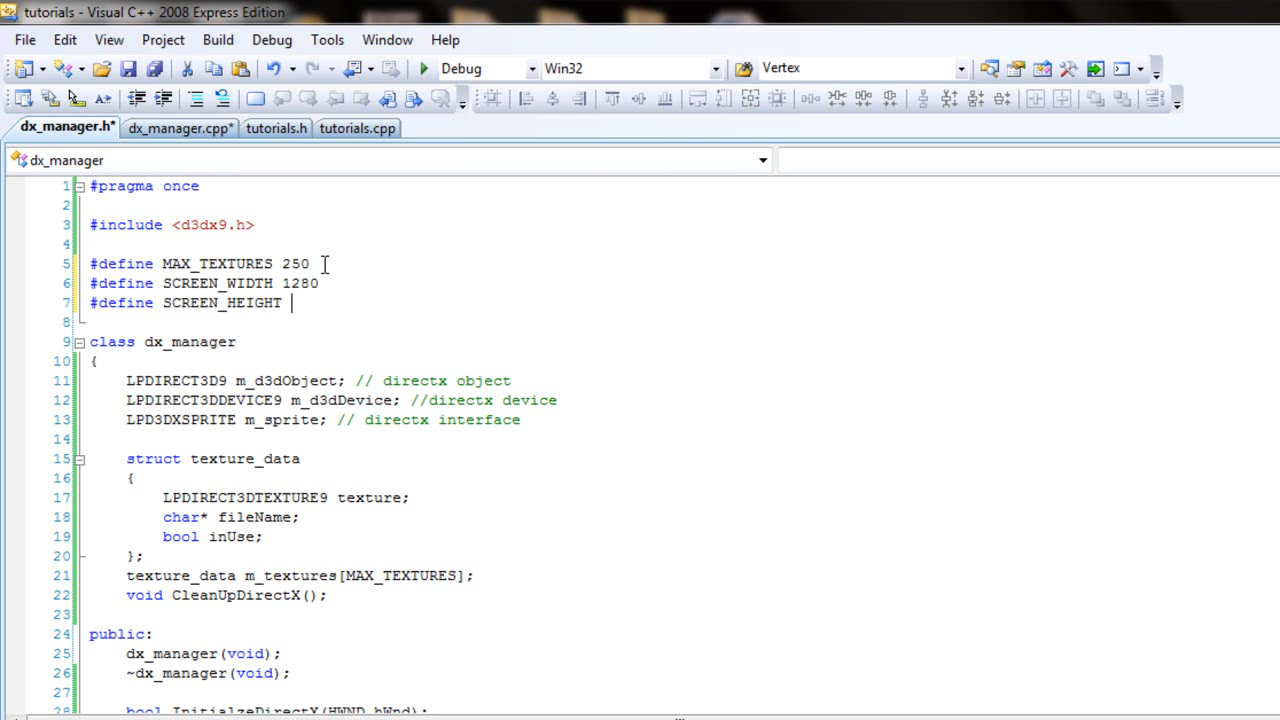 tutorials - Visual C++ 2008 Express Edition
File Edit View Project Build Debug Tools Window Help
Debug Win32 Vertex
dx_manager.h* dx_manager.cpp* tutorials.h tutorials.cpp
dx_manager
1 #pragma once
2
3 #include <d3dx9.h>
4
5 #define MAX_TEXTURES 250
6 #define SCREEN_WIDTH 1280
7 #define SCREEN_HEIGHT
8
9 class dx_manager
10 {
11 LPDIRECT3D9 m_d3dObject; // directx object
12 LPDIRECT3DDEVICE9 m_d3dDevice; //directx device
13 LPD3DXSPRITE m_sprite; // directx interface
14
15 struct texture_data
16 {
17 LPDIRECT3DTEXTURE9 texture;
18 char* fileName;
19 bool inUse;
20 };
21 texture_data m_textures[MAX_TEXTURES];
22 void CleanUpDirectX();
23
24 public:
25 dx_manager(void);
26 ~dx_manager(void);
27
28 bool InitialzeDirectX(HWND hWnd);